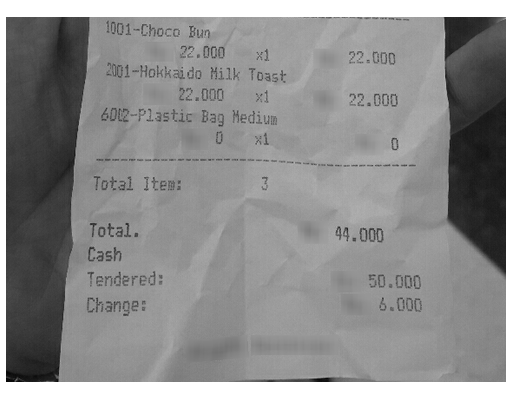 1001-Choco Bun
22.000 x1 22.000
2001-Hokkaido Milk Toast
22.000 x1 22.000
6002-Plastic Bag Medium
0 x1 0
Total Item: 3
Total. 44.000
Cash
Tendered: 50.000
Change: 6.000